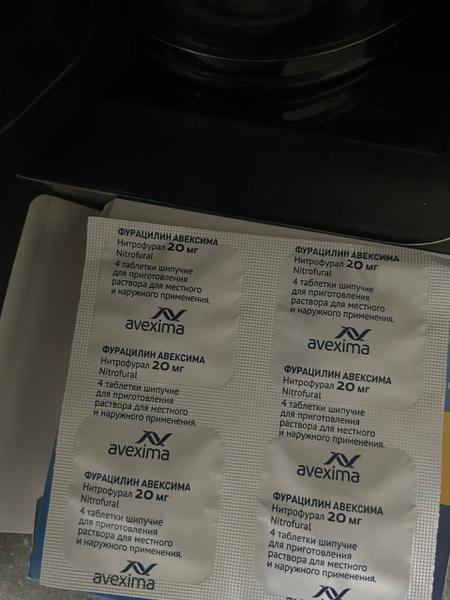 ФУРАЦИЛИН АВЕКСИМА
Нитрофурал 20 мг
Nitrofural
4 таблетки шипучие
для приготовления
раствора для местного
и наружного применения.
avexima
ФУРАЦИЛИН АВЕКСИМА
Нитрофурал 20 мг
Nitrofural
4 таблетки шипучие
для приготовления
раствора для местного
и наружного применения.
avexima
ФУРАЦИЛИН АВЕКСИМА
Нитрофурал 20 мг
Nitrofural
4 таблетки шипучие
для приготовления
раствора для местного
и наружного применения.
avexima
ФУРАЦИЛИН АВЕКСИМА
Нитрофурал 20 мг
Nitrofural
4 таблетки шипучие
для приготовления
раствора для местного
и наружного применения.
avexima
ФУРАЦИЛИН АВЕКСИМА
Нитрофурал 20 мг
Nitrofural
4 таблетки шипучие
для приготовления
раствора для местного
и наружного применения.
avexima
ФУРАЦИЛИН АВЕКСИМА
Нитрофурал 20 мг
Nitrofural
4 таблетки шипучие
для приготовления
раствора для местного
и наружного применения.